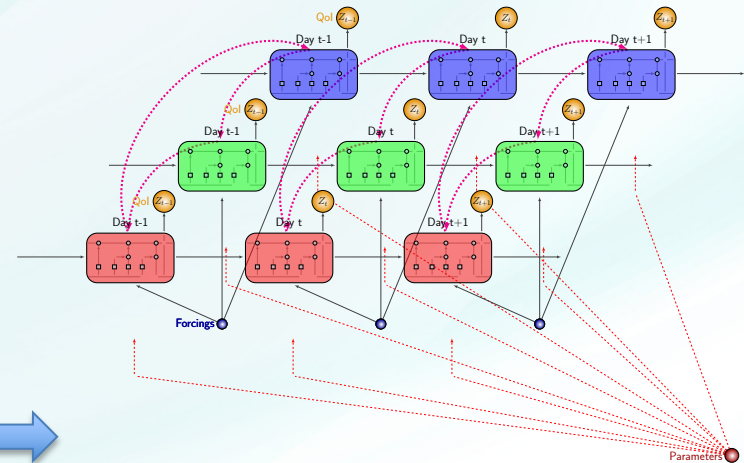 QoI Z_{t-1} Z_t Z_{t+1}
Day t-1 Day t Day t+1
QoI Z_{t-1} Z_t Z_{t+1}
Day t-1 Day t Day t+1
QoI Z_{t-1} Z_t Z_{t+1}
Day t-1 Day t Day t+1
Forcings
Parameters